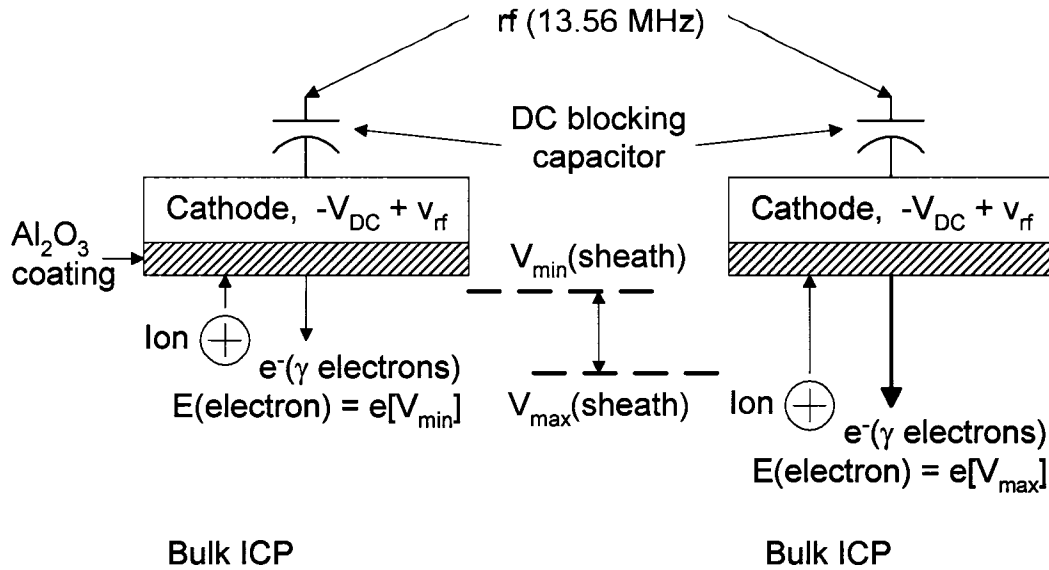 rf (13.56 MHz)
DC blocking
capacitor
Cathode, -V_DC + v_rf
Al₂O₃
coating
Ion
+
e⁻(γ electrons)
E(electron) = e[V_min]
V_min(sheath)
V_max(sheath)
Cathode, -V_DC + v_rf
Ion
+
e⁻(γ electrons)
E(electron) = e[V_max]
Bulk ICP
Bulk ICP